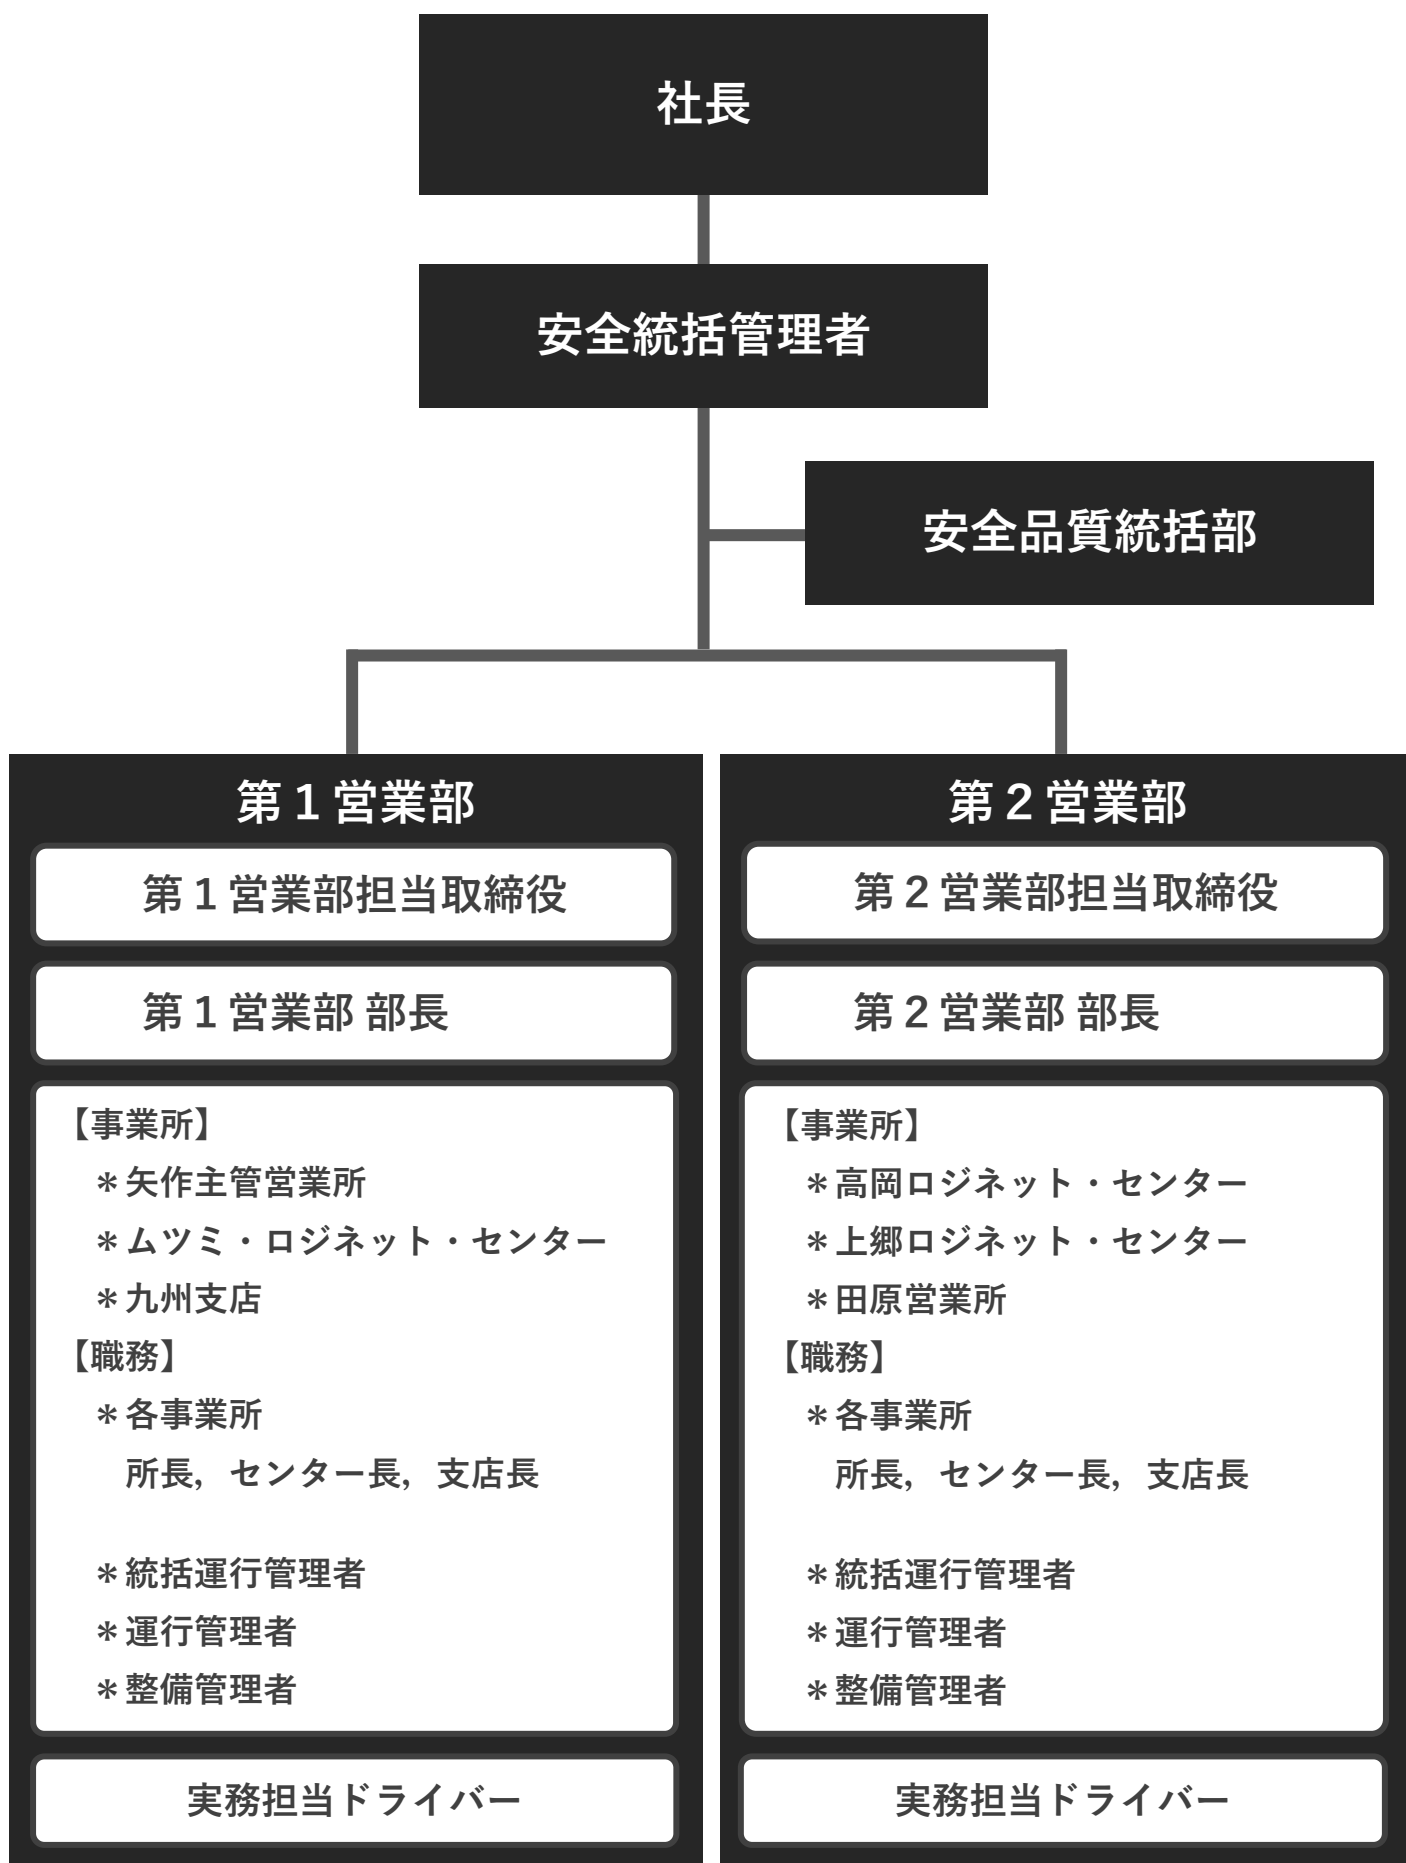 社長
安全統括管理者
安全品質統括部
第１営業部
第１営業部担当取締役
第１営業部 部長
【事業所】
＊矢作主管営業所
＊ムツミ・ロジネット・センター
＊九州支店
【職務】
＊各事業所
所長，センター長，支店長
＊統括運行管理者
＊運行管理者
＊整備管理者
実務担当ドライバー
第２営業部
第２営業部担当取締役
第２営業部 部長
【事業所】
＊高岡ロジネット・センター
＊上郷ロジネット・センター
＊田原営業所
【職務】
＊各事業所
所長，センター長，支店長
＊統括運行管理者
＊運行管理者
＊整備管理者
実務担当ドライバー